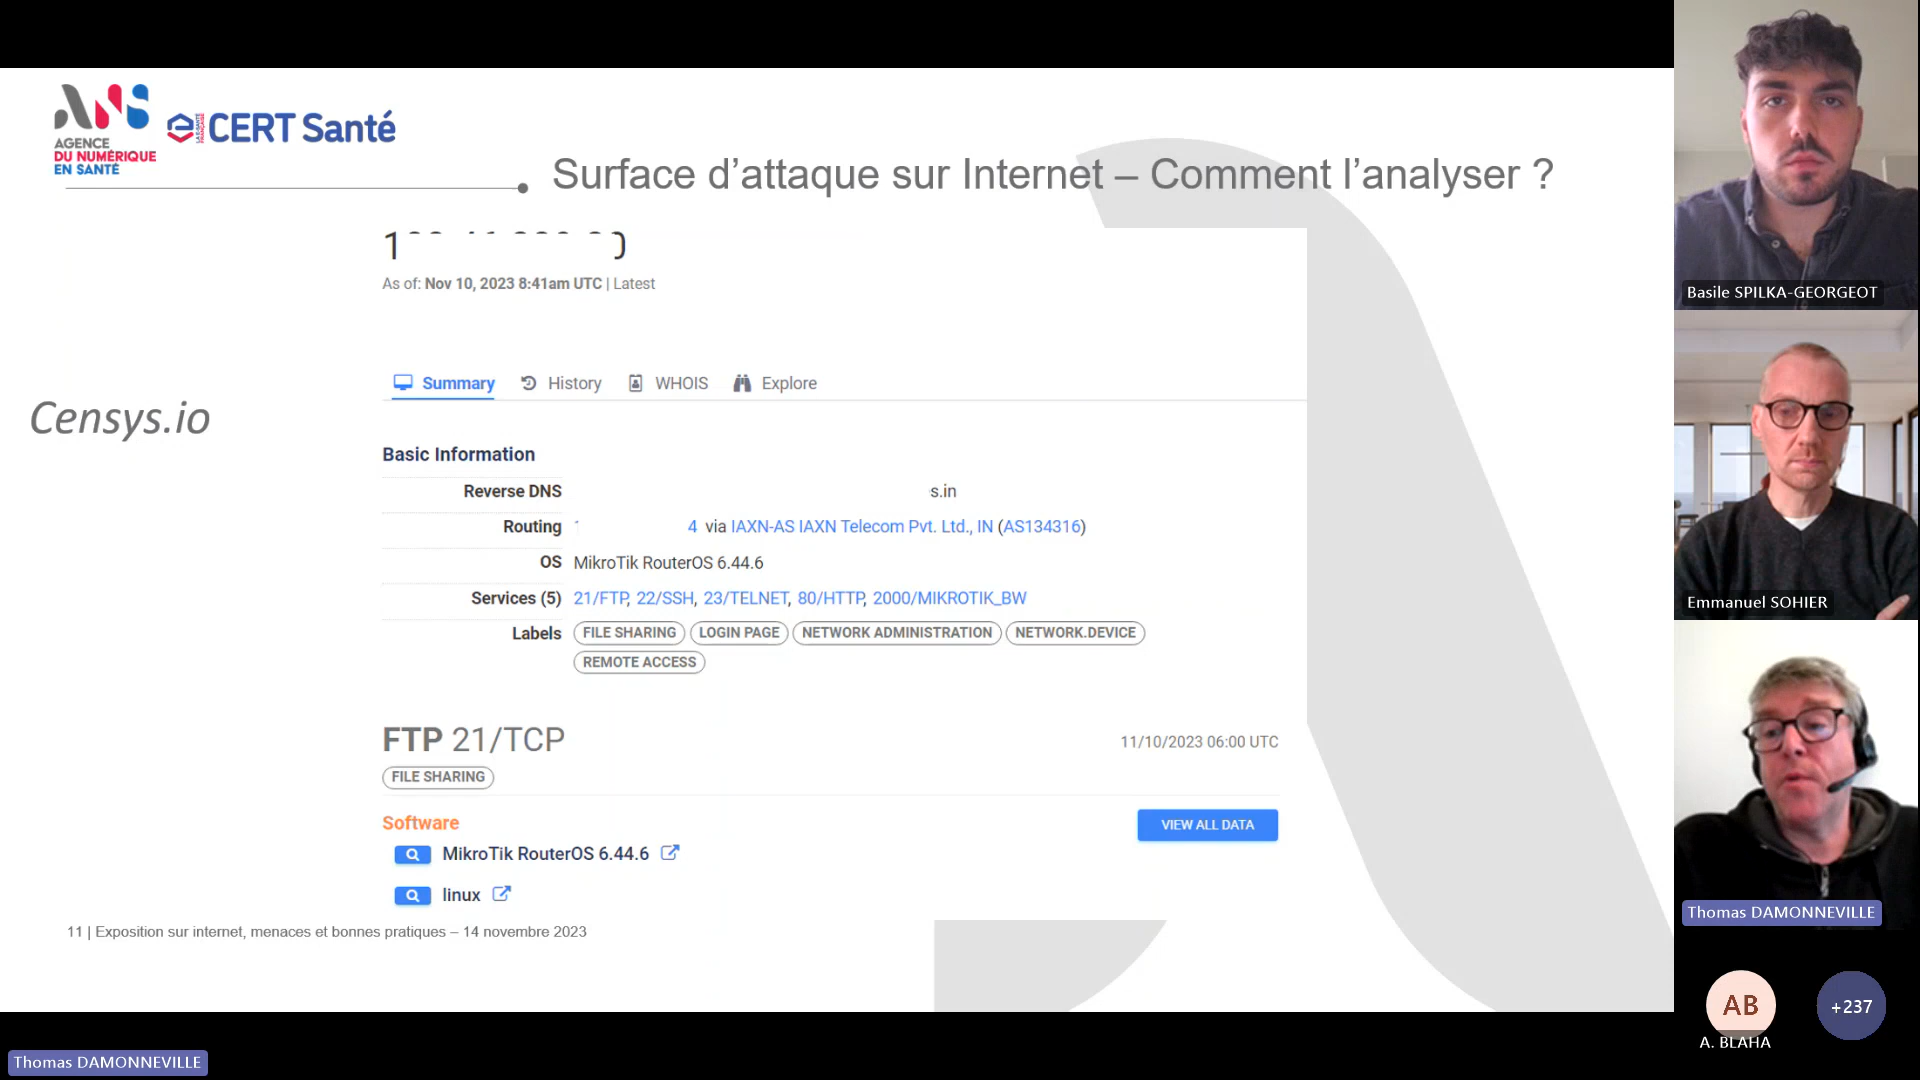 ANS
AGENCE
DU NUMÉRIQUE
EN SANTÉ
CERT Santé
Surface d’attaque sur Internet – Comment l’analyser ?
As of: Nov 10, 2023 8:41am UTC | Latest
Summary History WHOIS Explore
Censys.io
Basic Information
Reverse DNS s.in
Routing 4 via IAXN-AS IAXN Telecom Pvt. Ltd., IN (AS134316)
OS MikroTik RouterOS 6.44.6
Services (5) 21/FTP, 22/SSH, 23/TELNET, 80/HTTP, 2000/MIKROTIK_BW
Labels FILE SHARING LOGIN PAGE NETWORK ADMINISTRATION NETWORK.DEVICE
REMOTE ACCESS
FTP 21/TCP 11/10/2023 06:00 UTC
FILE SHARING
Software VIEW ALL DATA
MikroTik RouterOS 6.44.6
linux
11 | Exposition sur internet, menaces et bonnes pratiques – 14 novembre 2023
Basile SPILKA-GEORGEOT
Emmanuel SOHIER
Thomas DAMONNEVILLE
AB +237
A. BLAHA
Thomas DAMONNEVILLE